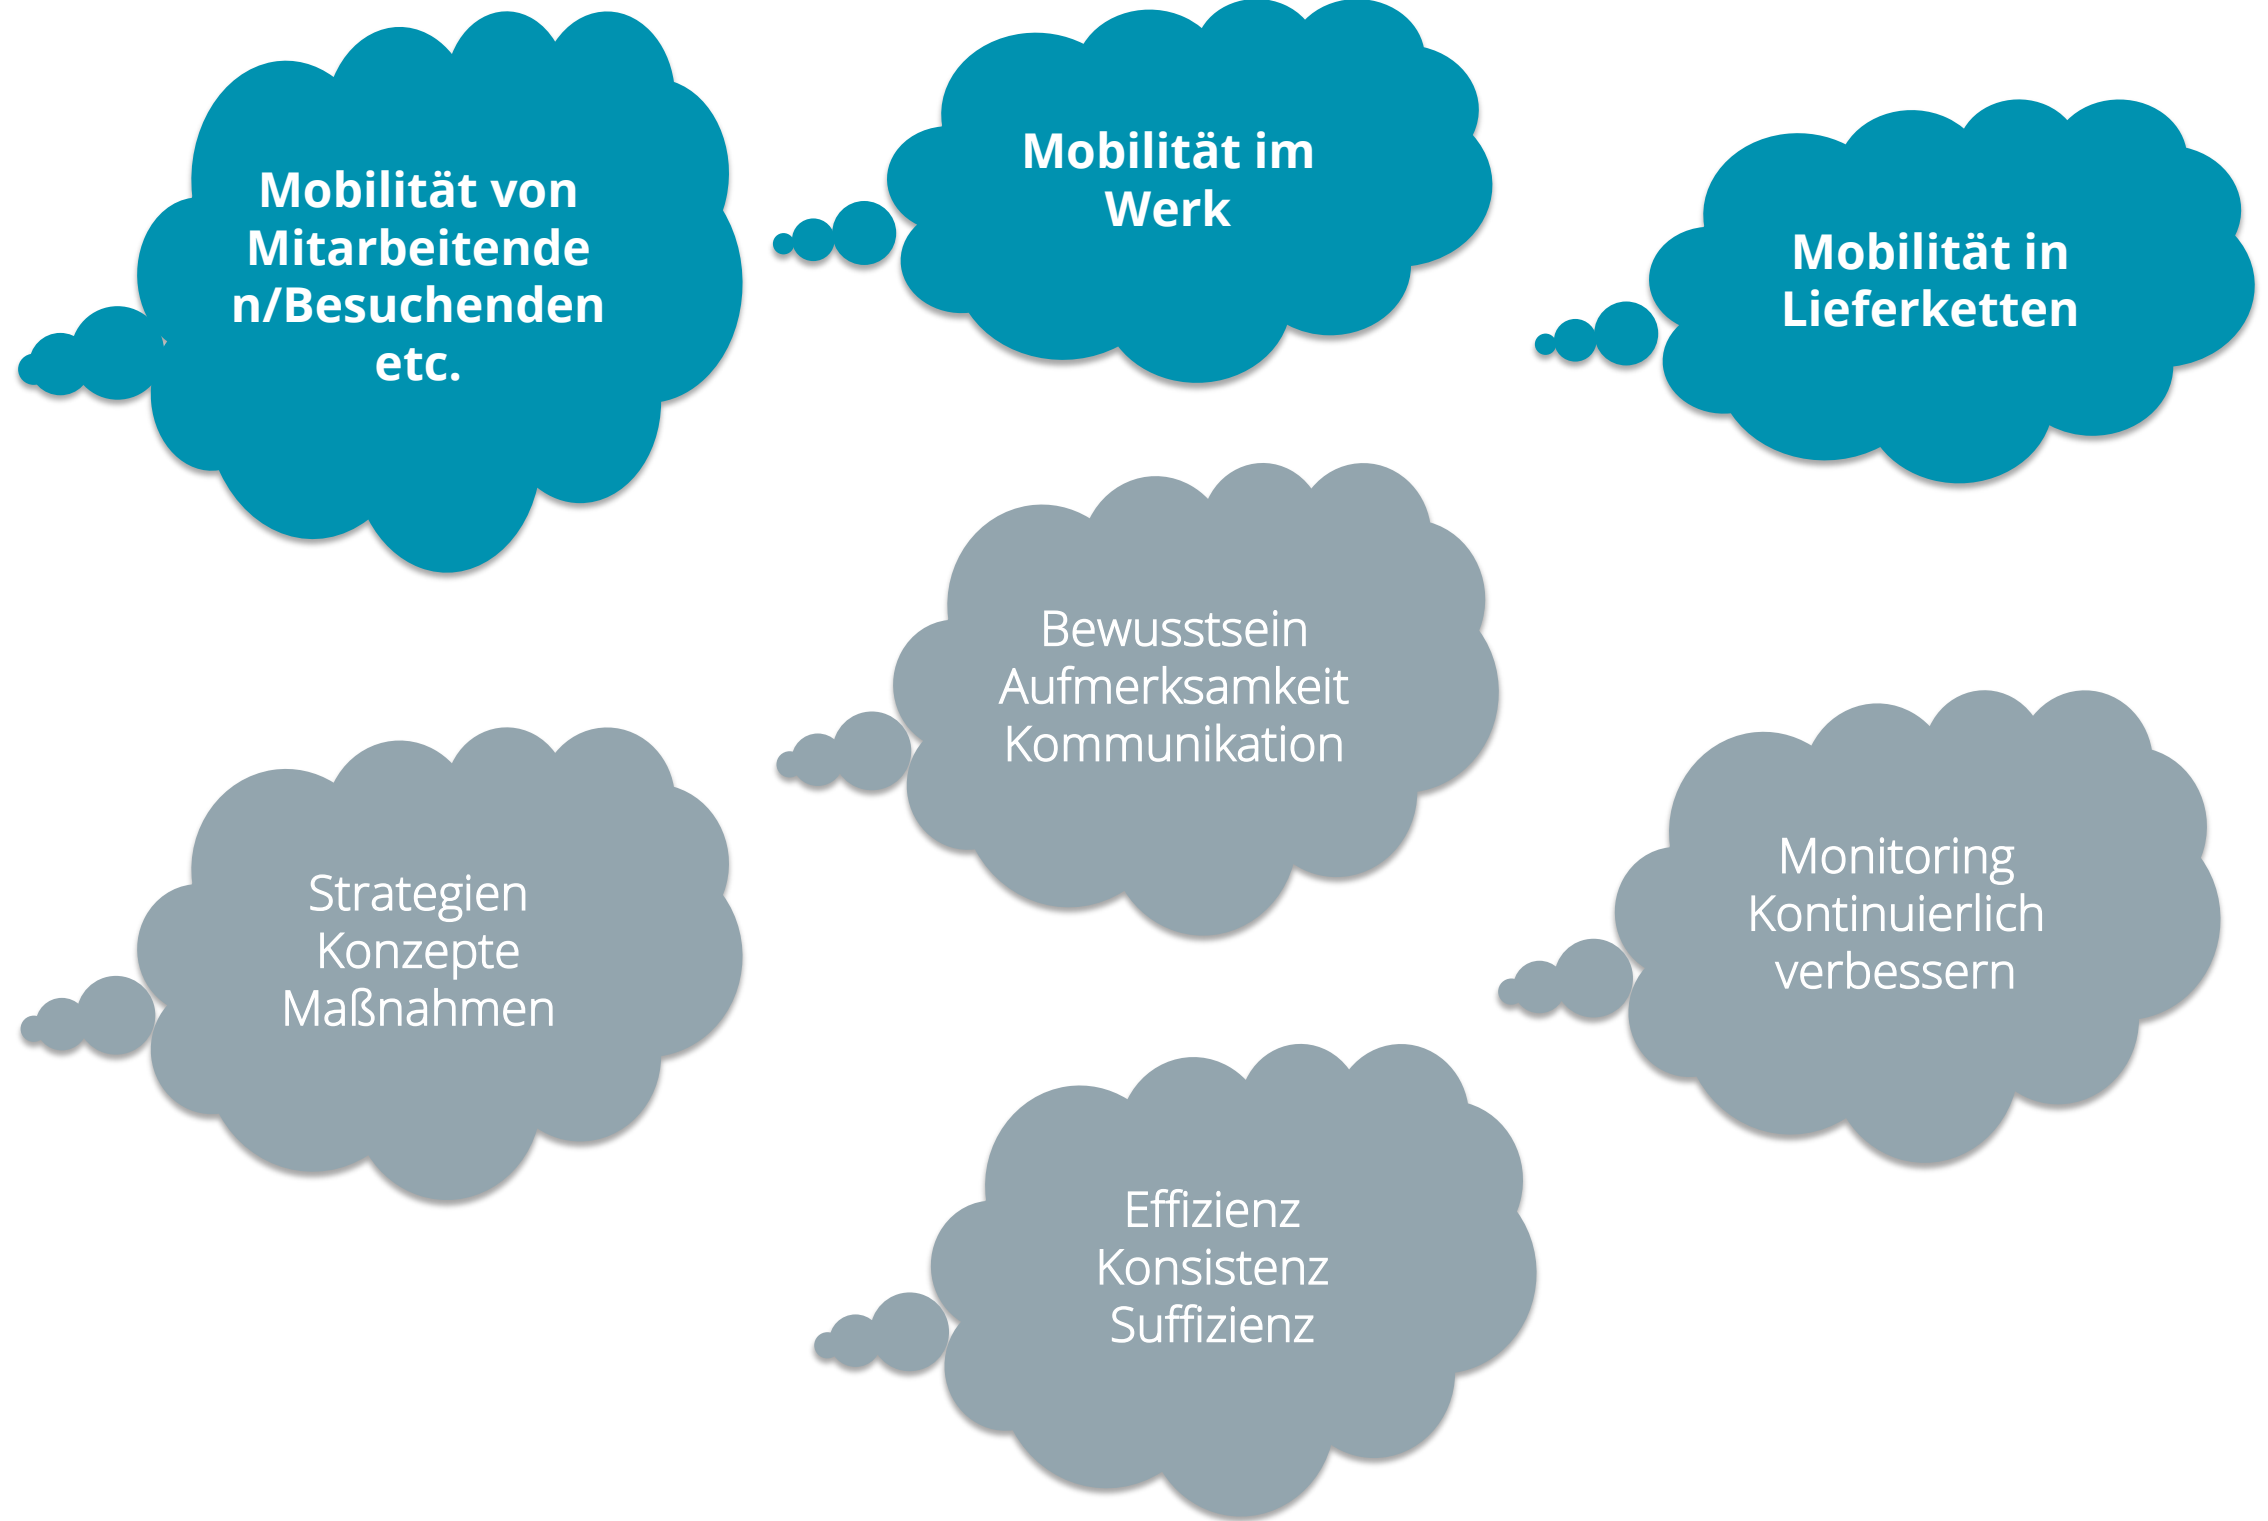 Mobilität von
Mitarbeitende
n/Besuchenden
etc.
Mobilität im
Werk
Mobilität in
Lieferketten
Bewusstsein
Aufmerksamkeit
Kommunikation
Strategien
Konzepte
Maßnahmen
Monitoring
Kontinuierlich
verbessern
Effizienz
Konsistenz
Suffizienz